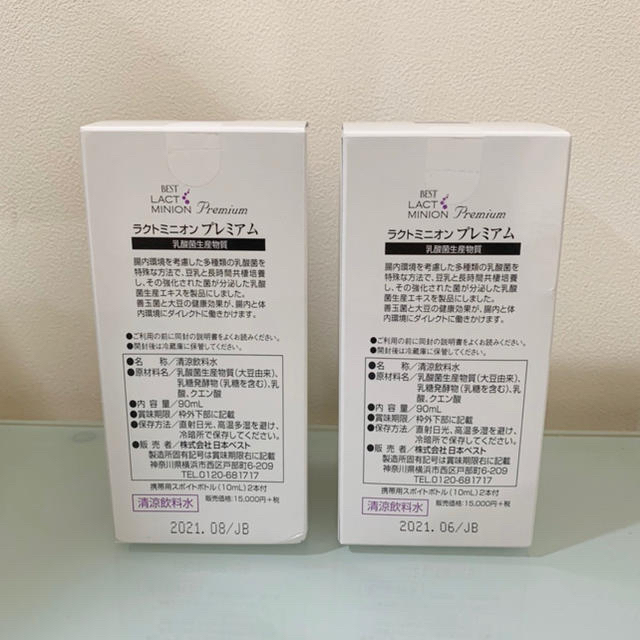 BEST
LACT
MINION Premium
ラクトミニオン プレミアム
乳酸菌生産物質
腸内環境を考慮した多種類の乳酸菌を
特殊な方法で、豆乳と長時間共棲培養
し、その強化された菌が分泌した乳酸
菌生産エキスを製品にしました。
善玉菌と大豆の健康効果が、腸内と体
内環境にダイレクトに働きかけます。
●ご利用の前に同封の説明書をよくお読みください。
●開封後は冷蔵庫に保管してください。
●名 称/清涼飲料水
●原材料名/乳酸菌生産物質(大豆由来)、
乳糖発酵物(乳糖を含む)、乳
酸、クエン酸
●内 容 量/90mL
●賞味期限/枠外下部に記載
●保存方法/直射日光、高温多湿を避け、
冷暗所で保存してください。
●販 売 者/株式会社日本ベスト
製造所固有記号は賞味期限右に記載
神奈川県横浜市西区戸部町6-209
TEL.0120-681717
携帯用スポイトボトル(10mL)2本付
清涼飲料水
販売価格:15,000円+税
2021.08/JB
BEST
LACT
MINION Premium
ラクトミニオン プレミアム
乳酸菌生産物質
腸内環境を考慮した多種類の乳酸菌を
特殊な方法で、豆乳と長時間共棲培養
し、その強化された菌が分泌した乳酸
菌生産エキスを製品にしました。
善玉菌と大豆の健康効果が、腸内と体
内環境にダイレクトに働きかけます。
●ご利用の前に同封の説明書をよくお読みください。
●開封後は冷蔵庫に保管してください。
●名 称/清涼飲料水
●原材料名/乳酸菌生産物質(大豆由来)、
乳糖発酵物(乳糖を含む)、乳
酸、クエン酸
●内 容 量/90mL
●賞味期限/枠外下部に記載
●保存方法/直射日光、高温多湿を避け、
冷暗所で保存してください。
●販 売 者/株式会社日本ベスト
製造所固有記号は賞味期限右に記載
神奈川県横浜市西区戸部町6-209
TEL.0120-681717
携帯用スポイトボトル(10mL)2本付
清涼飲料水
販売価格:15,000円+税
2021.06/JB